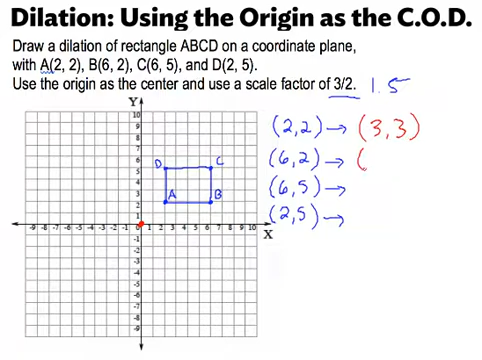 Dilation: Using the Origin as the C.O.D.
Draw a dilation of rectangle ABCD on a coordinate plane,
with A(2, 2), B(6, 2), C(6, 5), and D(2, 5).
Use the origin as the center and use a scale factor of 3/2. 1.5
Y
10
9
8
7
6
5
4
3
2
1
-9 -8 -7 -6 -5 -4 -3 -2 -1 0 1 2 3 4 5 6 7 8 9 10
X
-1
-2
-3
-4
-5
-6
-7
-8
-9
D C
A B
(2,2) → (3,3)
(6,2) → (
(6,5) →
(2,5) →